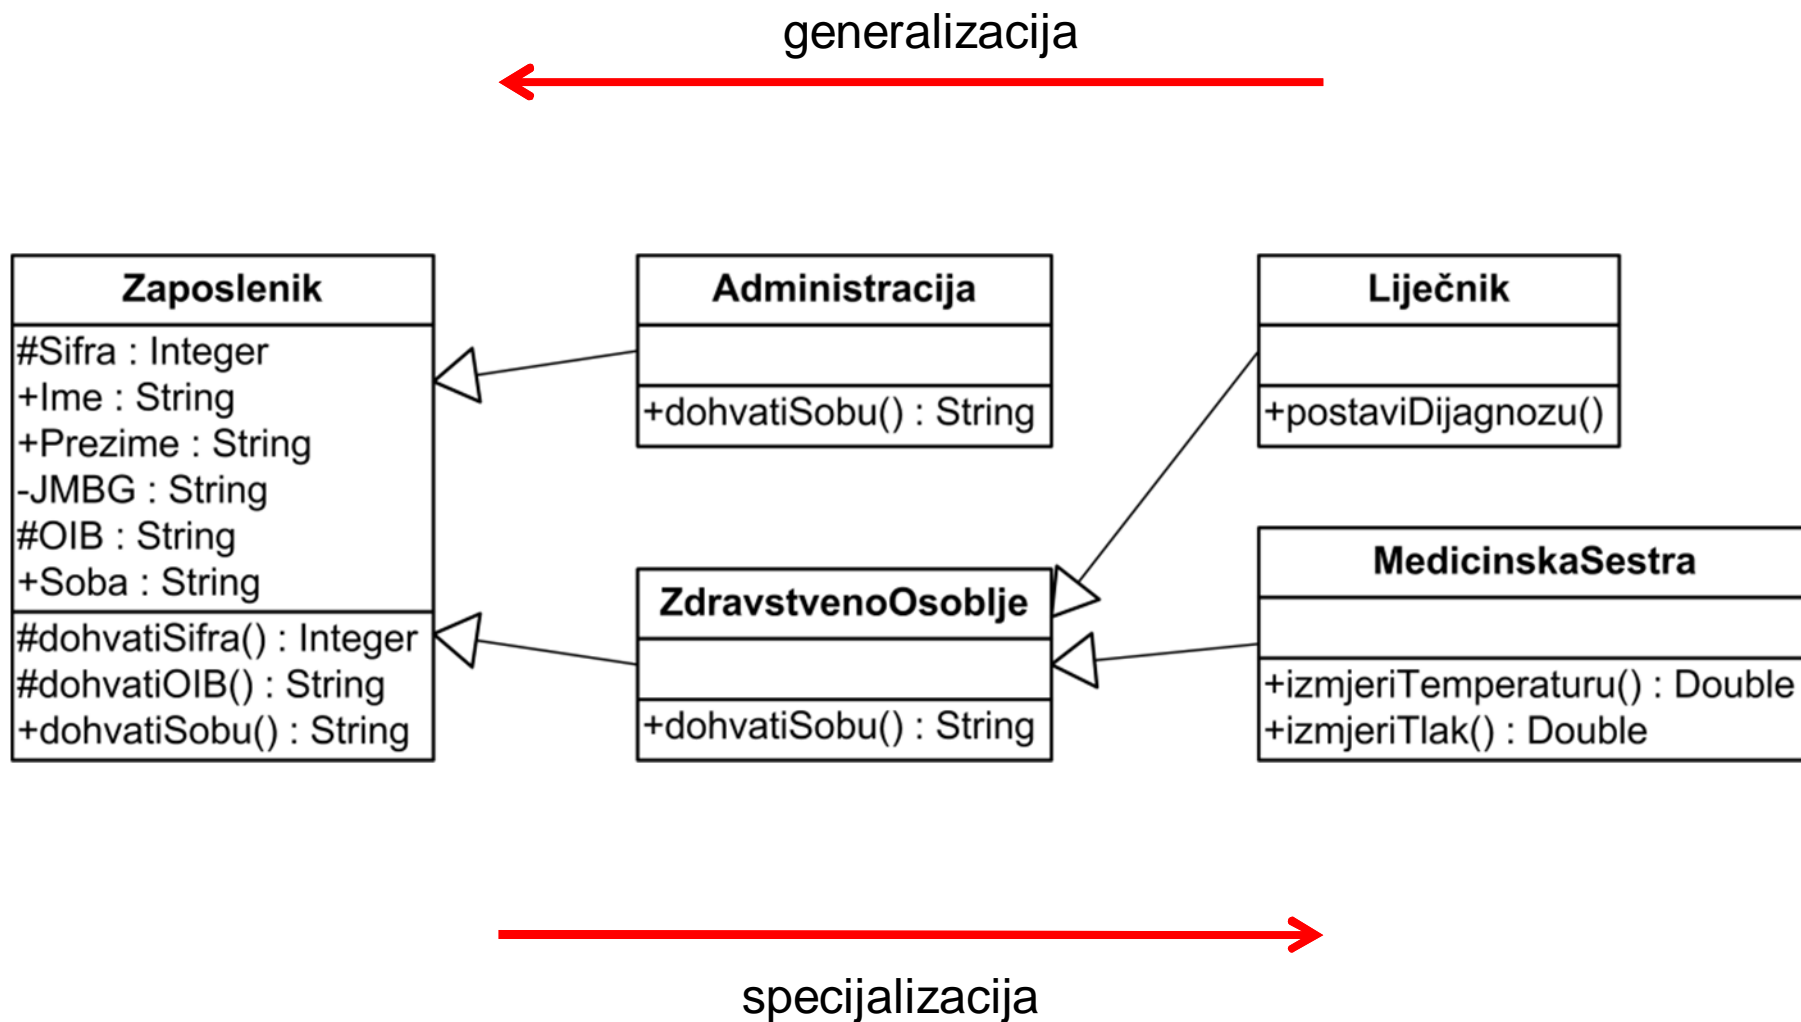 generalizacija
Zaposlenik
#Sifra : Integer
+Ime : String
+Prezime : String
-JMBG : String
#OIB : String
+Soba : String
#dohvatiSifra() : Integer
#dohvatiOIB() : String
+dohvatiSobu() : String
Administracija
+dohvatiSobu() : String
ZdravstvenoOsoblje
+dohvatiSobu() : String
Liječnik
+postaviDijagnozu()
MedicinskaSestra
+izmjeriTemperaturu() : Double
+izmjeriTlak() : Double
specijalizacija